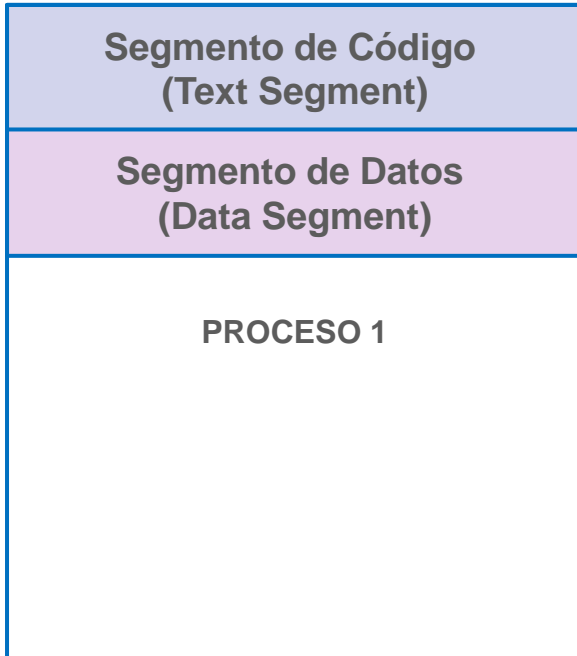 Segmento de Código
(Text Segment)
Segmento de Datos
(Data Segment)
PROCESO 1